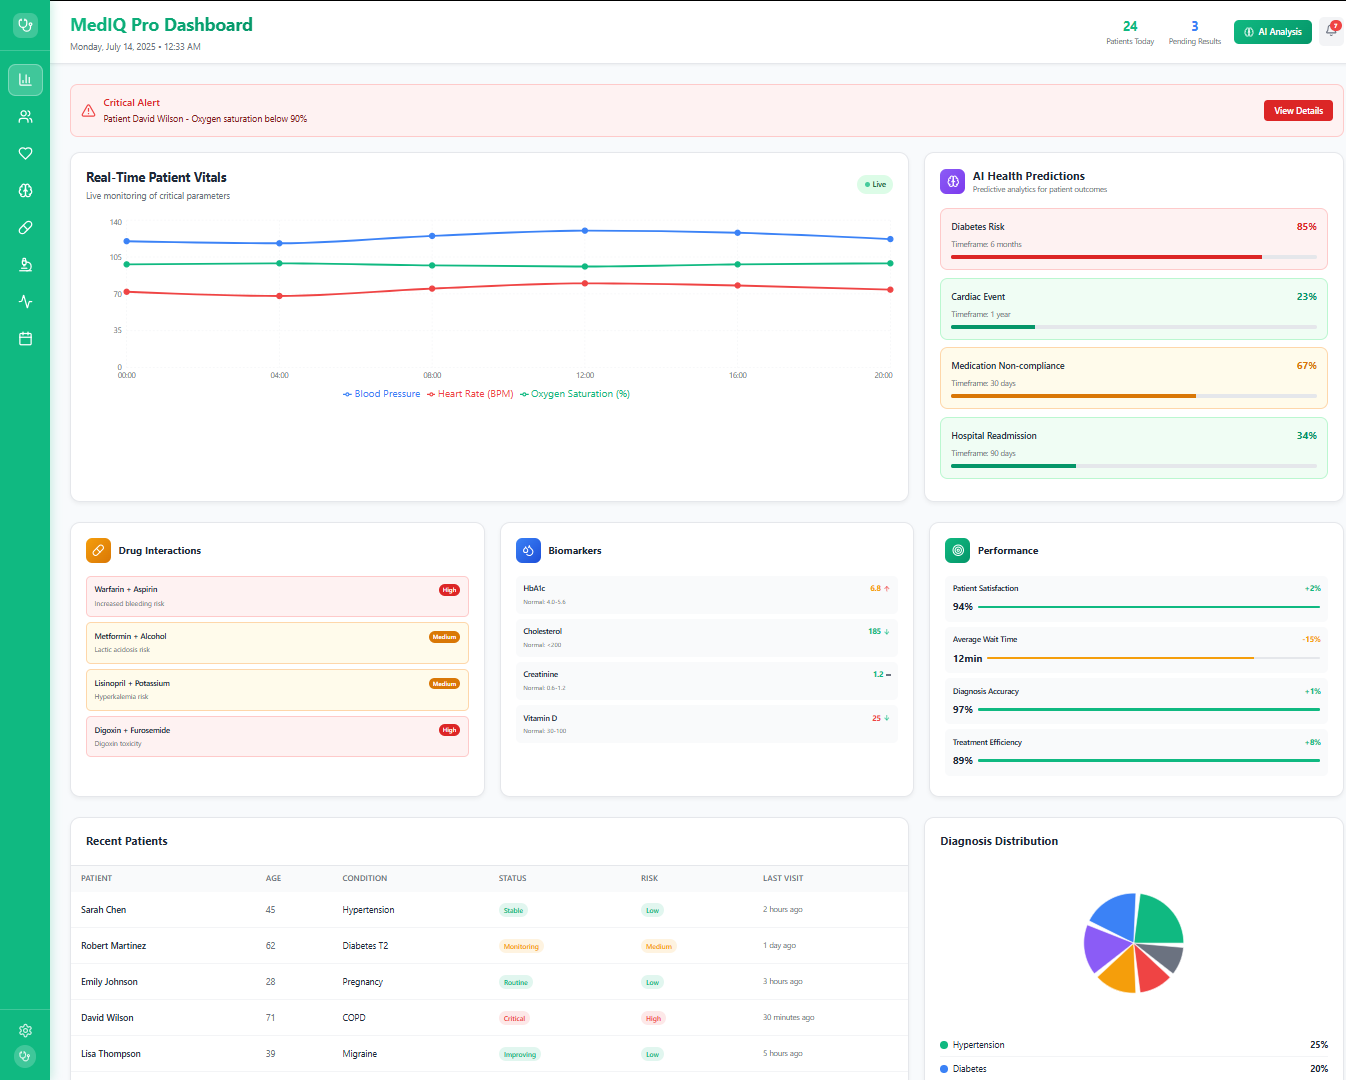 MedIQ Pro Dashboard
Monday, July 14, 2025 • 12:33 AM
24
Patients Today
3
Pending Results
AI Analysis
7
Critical Alert
Patient David Wilson - Oxygen saturation below 90%
View Details
Real-Time Patient Vitals
Live monitoring of critical parameters
Live
140
105
70
35
0
00:00
04:00
08:00
12:00
16:00
20:00
Blood Pressure
Heart Rate (BPM)
Oxygen Saturation (%)
AI Health Predictions
Predictive analytics for patient outcomes
Diabetes Risk
85%
Timeframe: 6 months
Cardiac Event
23%
Timeframe: 1 year
Medication Non-compliance
67%
Timeframe: 30 days
Hospital Readmission
34%
Timeframe: 90 days
Drug Interactions
Warfarin + Aspirin
High
Increased bleeding risk
Metformin + Alcohol
Medium
Lactic acidosis risk
Lisinopril + Potassium
Medium
Hyperkalemia risk
Digoxin + Furosemide
High
Digoxin toxicity
Biomarkers
HbA1c
6.8 ↑
Normal: 4.0-5.6
Cholesterol
185 ↓
Normal: <200
Creatinine
1.2 –
Normal: 0.6-1.2
Vitamin D
25 ↓
Normal: 30-100
Performance
Patient Satisfaction
+2%
94%
Average Wait Time
-15%
12min
Diagnosis Accuracy
+1%
97%
Treatment Efficiency
+8%
89%
Recent Patients
PATIENT AGE CONDITION STATUS RISK LAST VISIT
Sarah Chen 45 Hypertension Stable Low 2 hours ago
Robert Martinez 62 Diabetes T2 Monitoring Medium 1 day ago
Emily Johnson 28 Pregnancy Routine Low 3 hours ago
David Wilson 71 COPD Critical High 30 minutes ago
Lisa Thompson 39 Migraine Improving Low 5 hours ago
Diagnosis Distribution
Hypertension 25%
Diabetes 20%